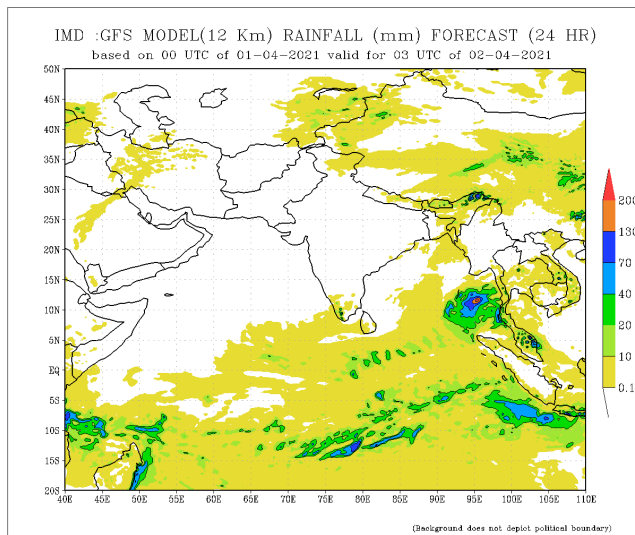 IMD :GFS MODEL(12 Km) RAINFALL (mm) FORECAST (24 HR)
based on 00 UTC of 01-04-2021 valid for 03 UTC of 02-04-2021
50N
45N
40N
35N
30N
25N
20N
15N
10N
5N
EQ
5S
10S
15S
20S
40E 45E 50E 55E 60E 65E 70E 75E 80E 85E 90E 95E 100E 105E 110E
200
130
70
40
20
10
0.1
(Background does not depict political boundary)